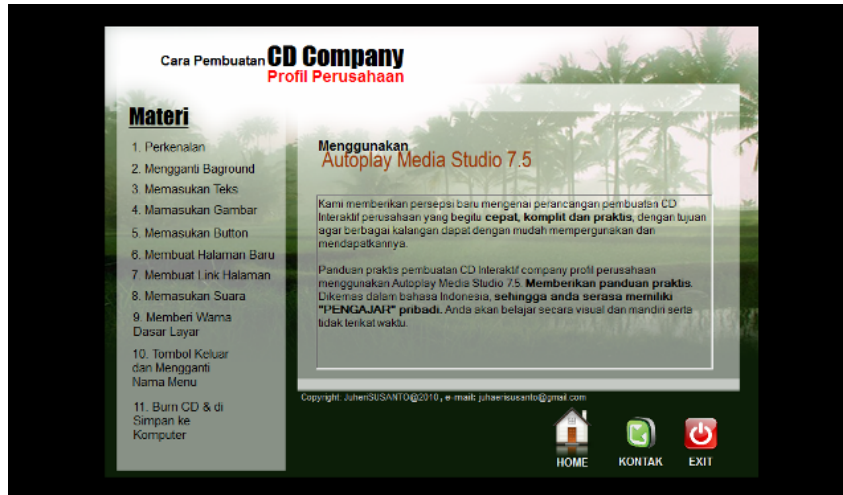 Cara Pembuatan CD Company
Profil Perusahaan
Materi
1. Perkenalan
2. Mengganti Baground
3. Memasukan Teks
4. Mamasukan Gambar
5. Memasukan Button
6. Membuat Halaman Baru
7. Membuat Link Halaman
8. Memasukan Suara
9. Memberi Warna
Dasar Layar
10. Tombol Keluar
dan Mengganti
Nama Menu
11. Burn CD & di
Simpan ke
Komputer
Menggunakan
Autoplay Media Studio 7.5
Kami memberikan persepsi baru mengenai perancangan pembuatan CD
Interaktif perusahaan yang begitu cepat, komplit dan praktis, dengan tujuan
agar berbagai kalangan dapat dengan mudah mempergunakan dan
mendapatkannya.
Panduan praktis pembuatan CD Interaktif company profil perusahaan
menggunakan Autoplay Media Studio 7.5. Memberikan panduan praktis.
Dikemas dalam bahasa Indonesia, sehingga anda serasa memiliki
"PENGAJAR" pribadi. Anda akan belajar secara visual dan mandiri serta
tidak terikat waktu.
Copyright. JuheriSUSANTO@2010, e-mail: juhaerisusanto@gmail.com
HOME
KONTAK
EXIT